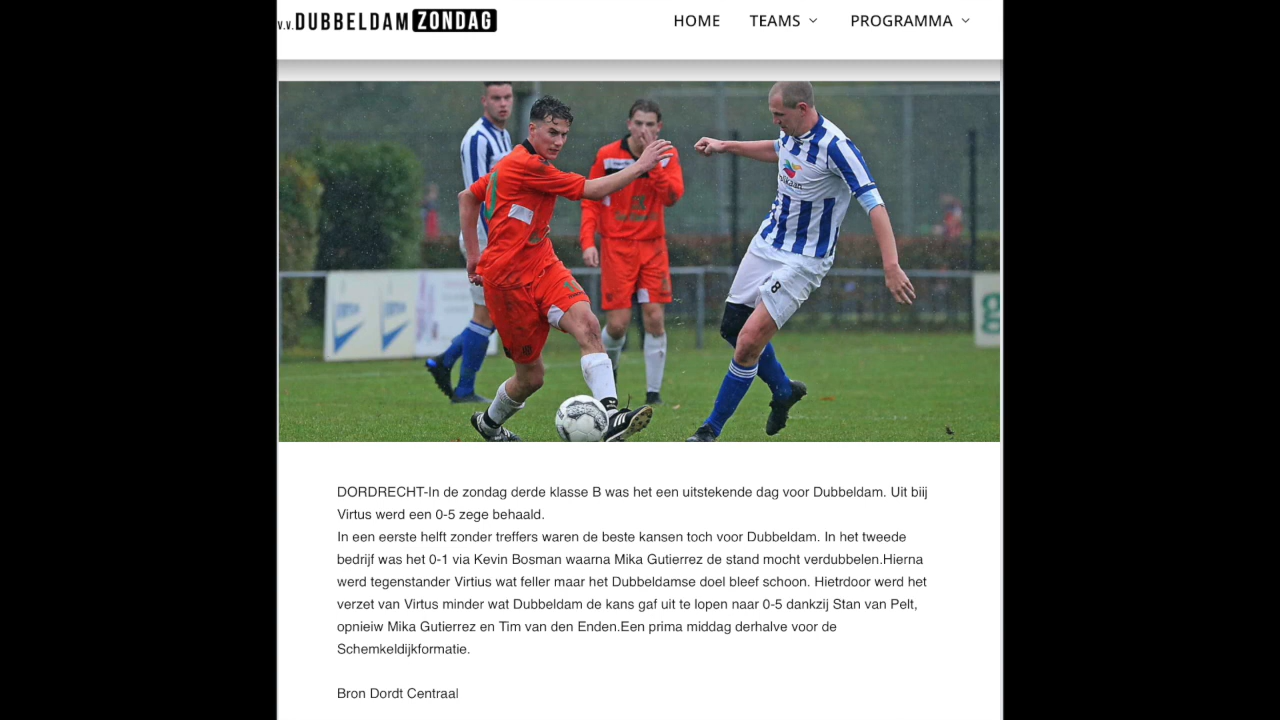 v.v. DUBBELDAM ZONDAG
HOME TEAMS PROGRAMMA
8
DORDRECHT-In de zondag derde klasse B was het een uitstekende dag voor Dubbeldam. Uit biij
Virtus werd een 0-5 zege behaald.
In een eerste helft zonder treffers waren de beste kansen toch voor Dubbeldam. In het tweede
bedrijf was het 0-1 via Kevin Bosman waarna Mika Gutierrez de stand mocht verdubbelen.Hierna
werd tegenstander Virtius wat feller maar het Dubbeldamse doel bleef schoon. Hietrdoor werd het
verzet van Virtus minder wat Dubbeldam de kans gaf uit te lopen naar 0-5 dankzij Stan van Pelt,
opnieiw Mika Gutierrez en Tim van den Enden.Een prima middag derhalve voor de
Schemkeldijkformatie.
Bron Dordt Centraal